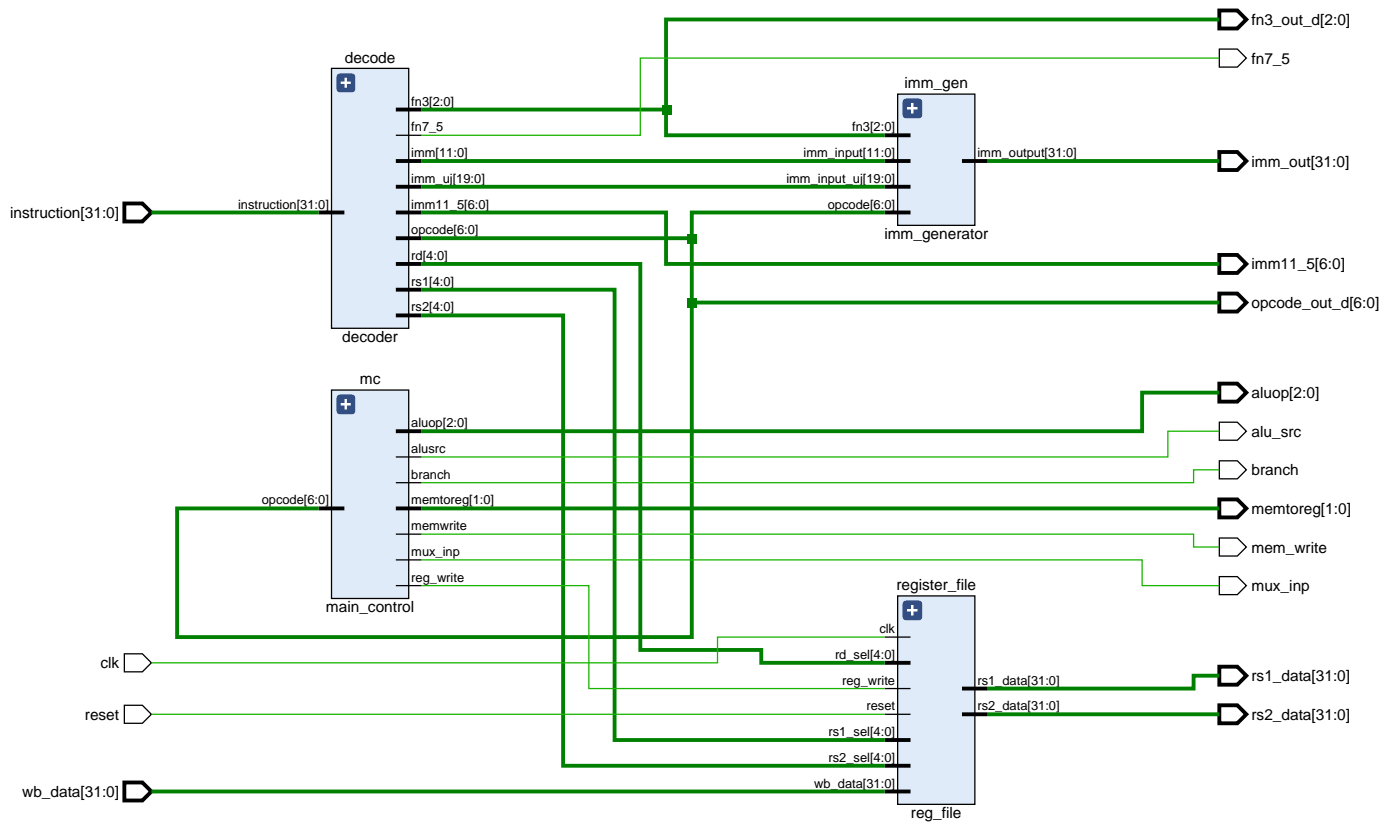 fn3_out_d[2:0]
fn7_5
decode
fn3[2:0]
fn7_5
imm[11:0]
imm_uj[19:0]
instruction[31:0]
instruction[31:0]
imm11_5[6:0]
opcode[6:0]
rd[4:0]
rs1[4:0]
rs2[4:0]
decoder
imm_gen
fn3[2:0]
imm_input[11:0]
imm_output[31:0]
imm_out[31:0]
imm_input_uj[19:0]
opcode[6:0]
imm_generator
imm11_5[6:0]
opcode_out_d[6:0]
mc
aluop[2:0]
alusrc
branch
opcode[6:0]
memtoreg[1:0]
memwrite
mux_inp
reg_write
main_control
aluop[2:0]
alu_src
branch
memtoreg[1:0]
mem_write
mux_inp
register_file
clk
clk
rd_sel[4:0]
reg_write
rs1_data[31:0]
rs1_data[31:0]
reset
reset
rs2_data[31:0]
rs2_data[31:0]
rs1_sel[4:0]
rs2_sel[4:0]
wb_data[31:0]
wb_data[31:0]
reg_file